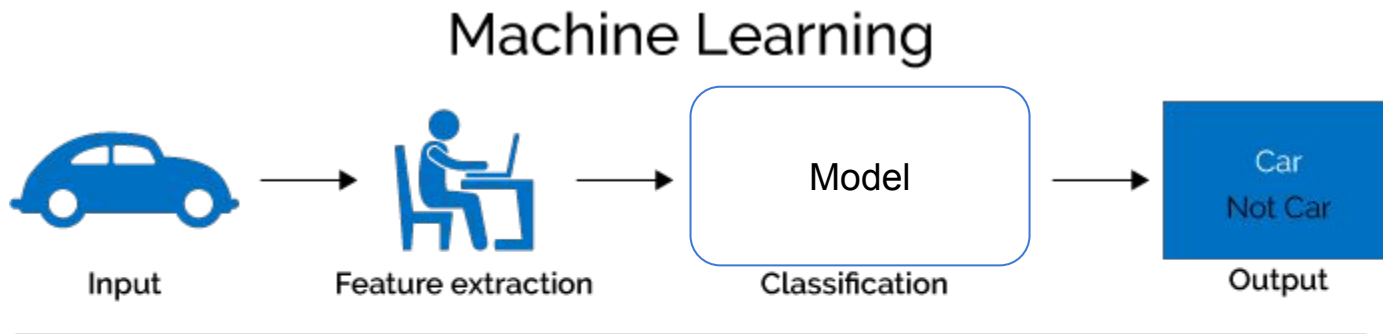 Machine Learning
Model
Car
Not Car
Input
Feature extraction
Classification
Output